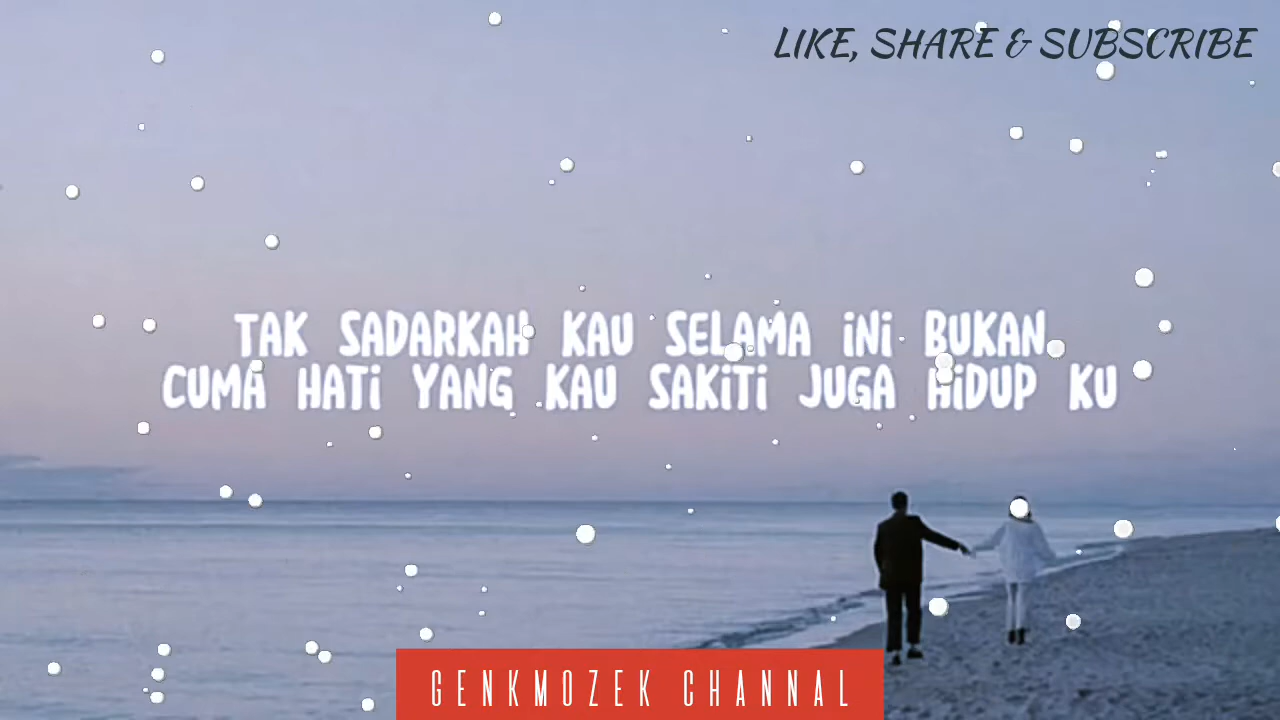 LIKE, SHARE & SUBSCRIBE
TAK SADARKAH KAU SELAMA iNi BUKAN
CUMA HATi YANG KAU SAKiTi JUGA HiDUP KU
GENKMOZEK CHANNAL